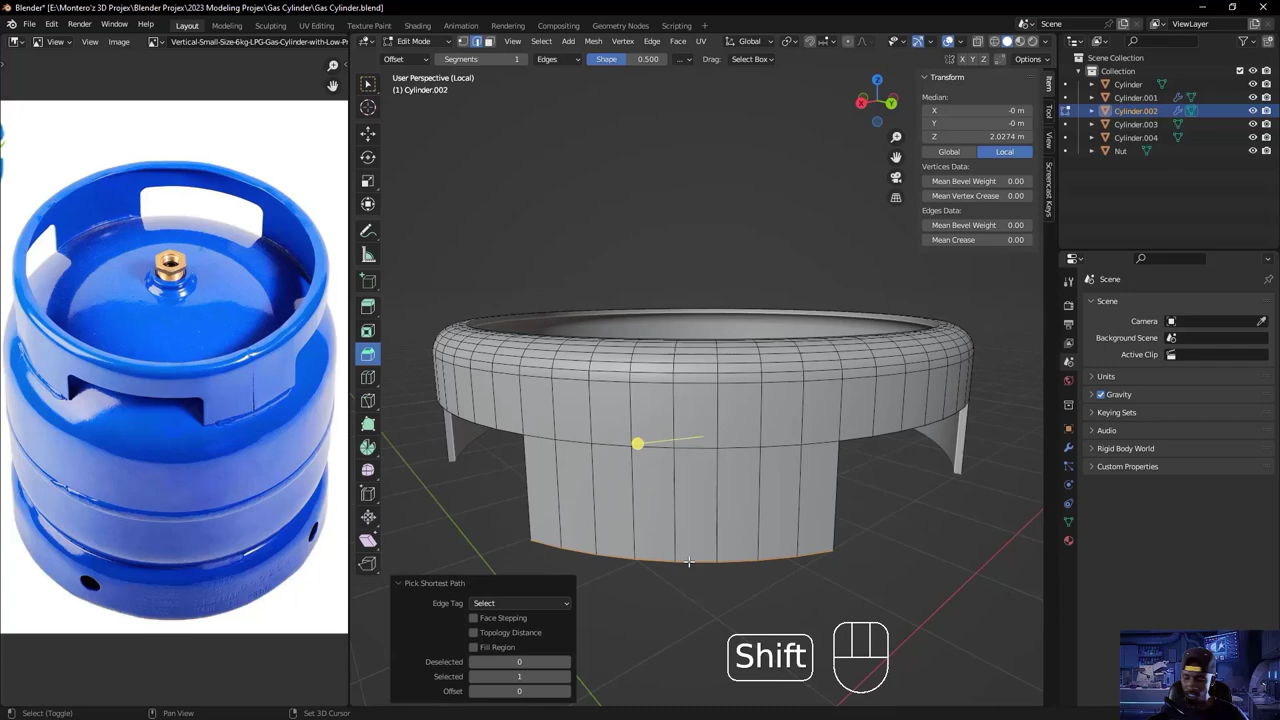 Blender* [E:\Montero'z 3D Projex\Blender Projex\2023 Modeling Projex\Gas Cylinder\Gas Cylinder.blend]
File Edit Render Window Help Layout Modeling Sculpting UV Editing Texture Paint Shading Animation Rendering Compositing Geometry Nodes Scripting + Scene ViewLayer
View View Image Vertical-Small-Size-6kg-LPG-Gas-Cylinder-with-Low-Pr
Edit Mode View Select Add Mesh Vertex Edge Face UV Global
Offset Segments 1 Edges Shape 0.500 ... Drag: Select Box X Y Z Options
User Perspective (Local)
(1) Cylinder.002
Transform
Median:
X -0 m
Y -0 m
Z 2.0274 m
Global Local
Vertices Data:
Mean Bevel Weight 0.00
Mean Vertex Crease 0.00
Edges Data:
Mean Bevel Weight 0.00
Mean Crease 0.00
Item
Tool
View
Screencast Keys
Z
X
Y
Scene Collection
Collection
Cylinder
Cylinder.001
Cylinder.002
Cylinder.003
Cylinder.004
Nut
Scene
Scene
Camera
Background Scene
Active Clip
Units
Gravity
Keying Sets
Audio
Rigid Body World
Custom Properties
Pick Shortest Path
Edge Tag Select
Face Stepping
Topology Distance
Fill Region
Deselected 0
Selected 1
Offset 0
Shift
Select (Toggle) Pan View Set 3D Cursor